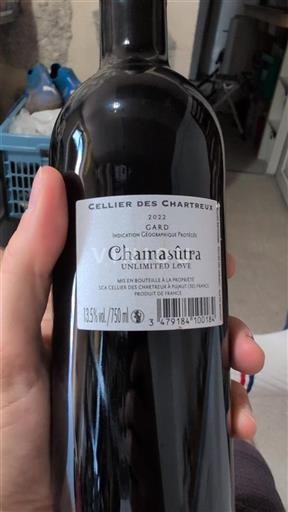 CELLIER DES CHARTREUX
2022
GARD
INDICATION GÉOGRAPHIQUE PROTÉGÉE
Chamasûtra
UNLIMITED LOVE
MIS EN BOUTEILLE À LA PROPRIÉTÉ
SCA CELLIER DES CHARTREUX À PUJAUT (30) FRANCE
PRODUIT DE FRANCE
13.5% vol. / 750 ml
3 479184 100184